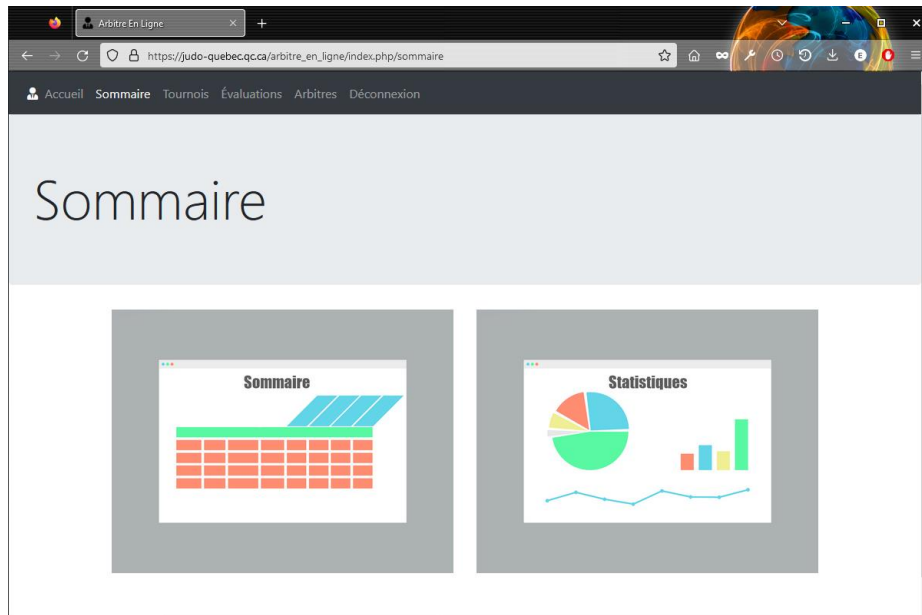 Arbitre En Ligne
https://judo-quebec.qc.ca/arbitre_en_ligne/index.php/sommaire
Accueil Sommaire Tournois Évaluations Arbitres Déconnexion
Sommaire
Sommaire
Statistiques